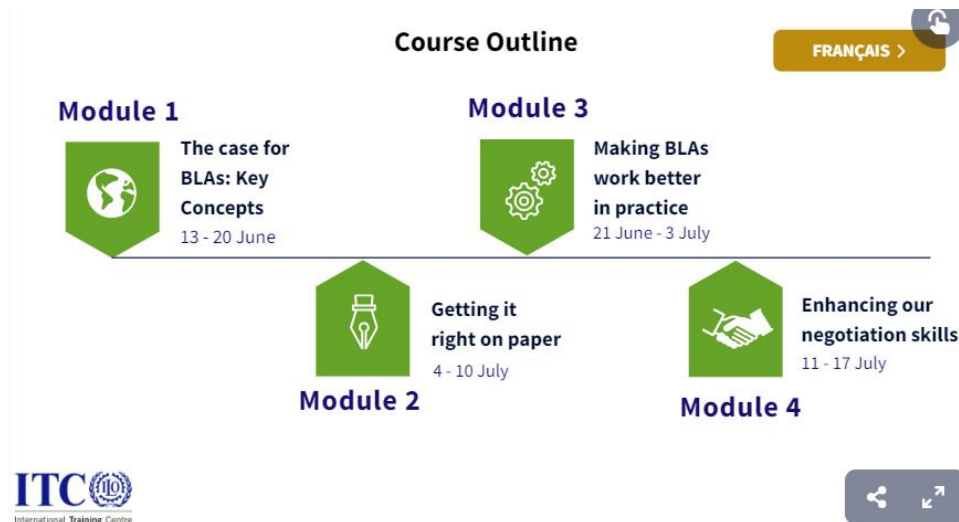 Course Outline
FRANÇAIS >
Module 1
The case for
BLAs: Key
Concepts
13 - 20 June
Module 2
Getting it
right on paper
4 - 10 July
Module 3
Making BLAs
work better
in practice
21 June - 3 July
Module 4
Enhancing our
negotiation skills
11 - 17 July
ITC
International Training Centre